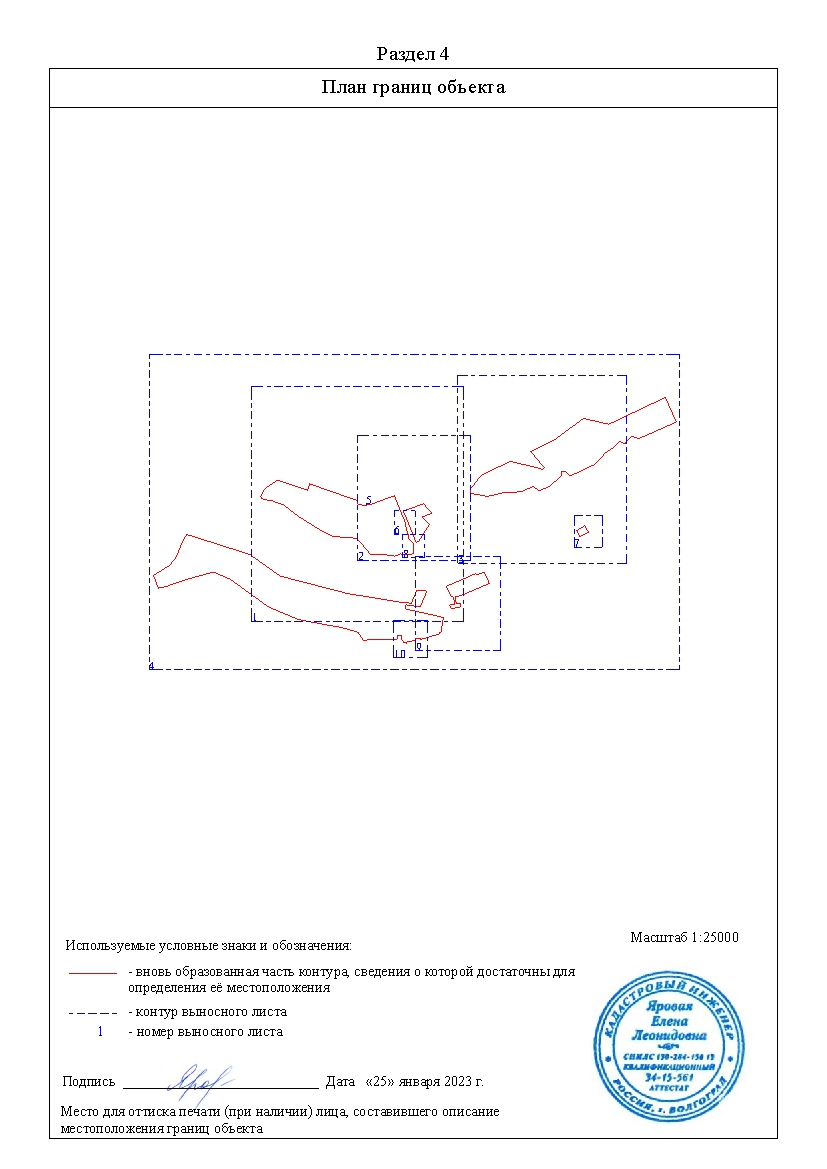 Раздел 4
План границ объекта
5
6
2
8
3
7
1
9
10
4
Масштаб 1:25000
Используемые условные знаки и обозначения:
- вновь образованная часть контура, сведения о которой достаточны для
определения её местоположения
- контур выносного листа
1 - номер выносного листа
Подпись Дата «25» января 2023 г.
Место для оттиска печати (при наличии) лица, составившего описание
местоположения границ объекта
КАДАСТРОВЫЙ ИНЖЕНЕР
Яровая
Елена
Леонидовна
КВАЛИФИКАЦИОННЫЙ
34-15-561
АТТЕСТАТ
РОССИЯ, г. ВОЛГОГРАД